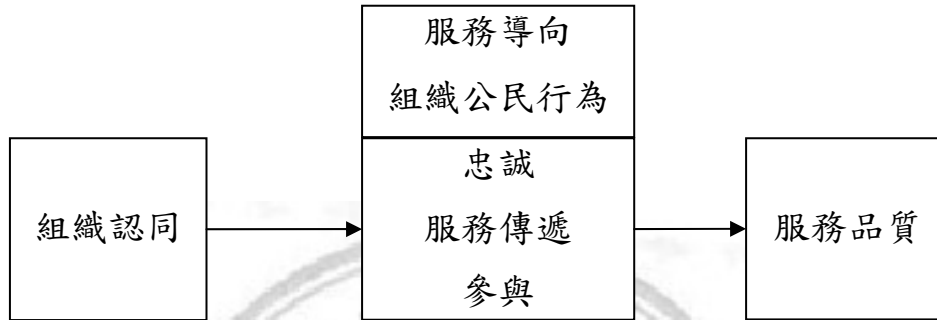 服務導向
組織公民行為
組織認同
忠誠
服務傳遞
參與
服務品質